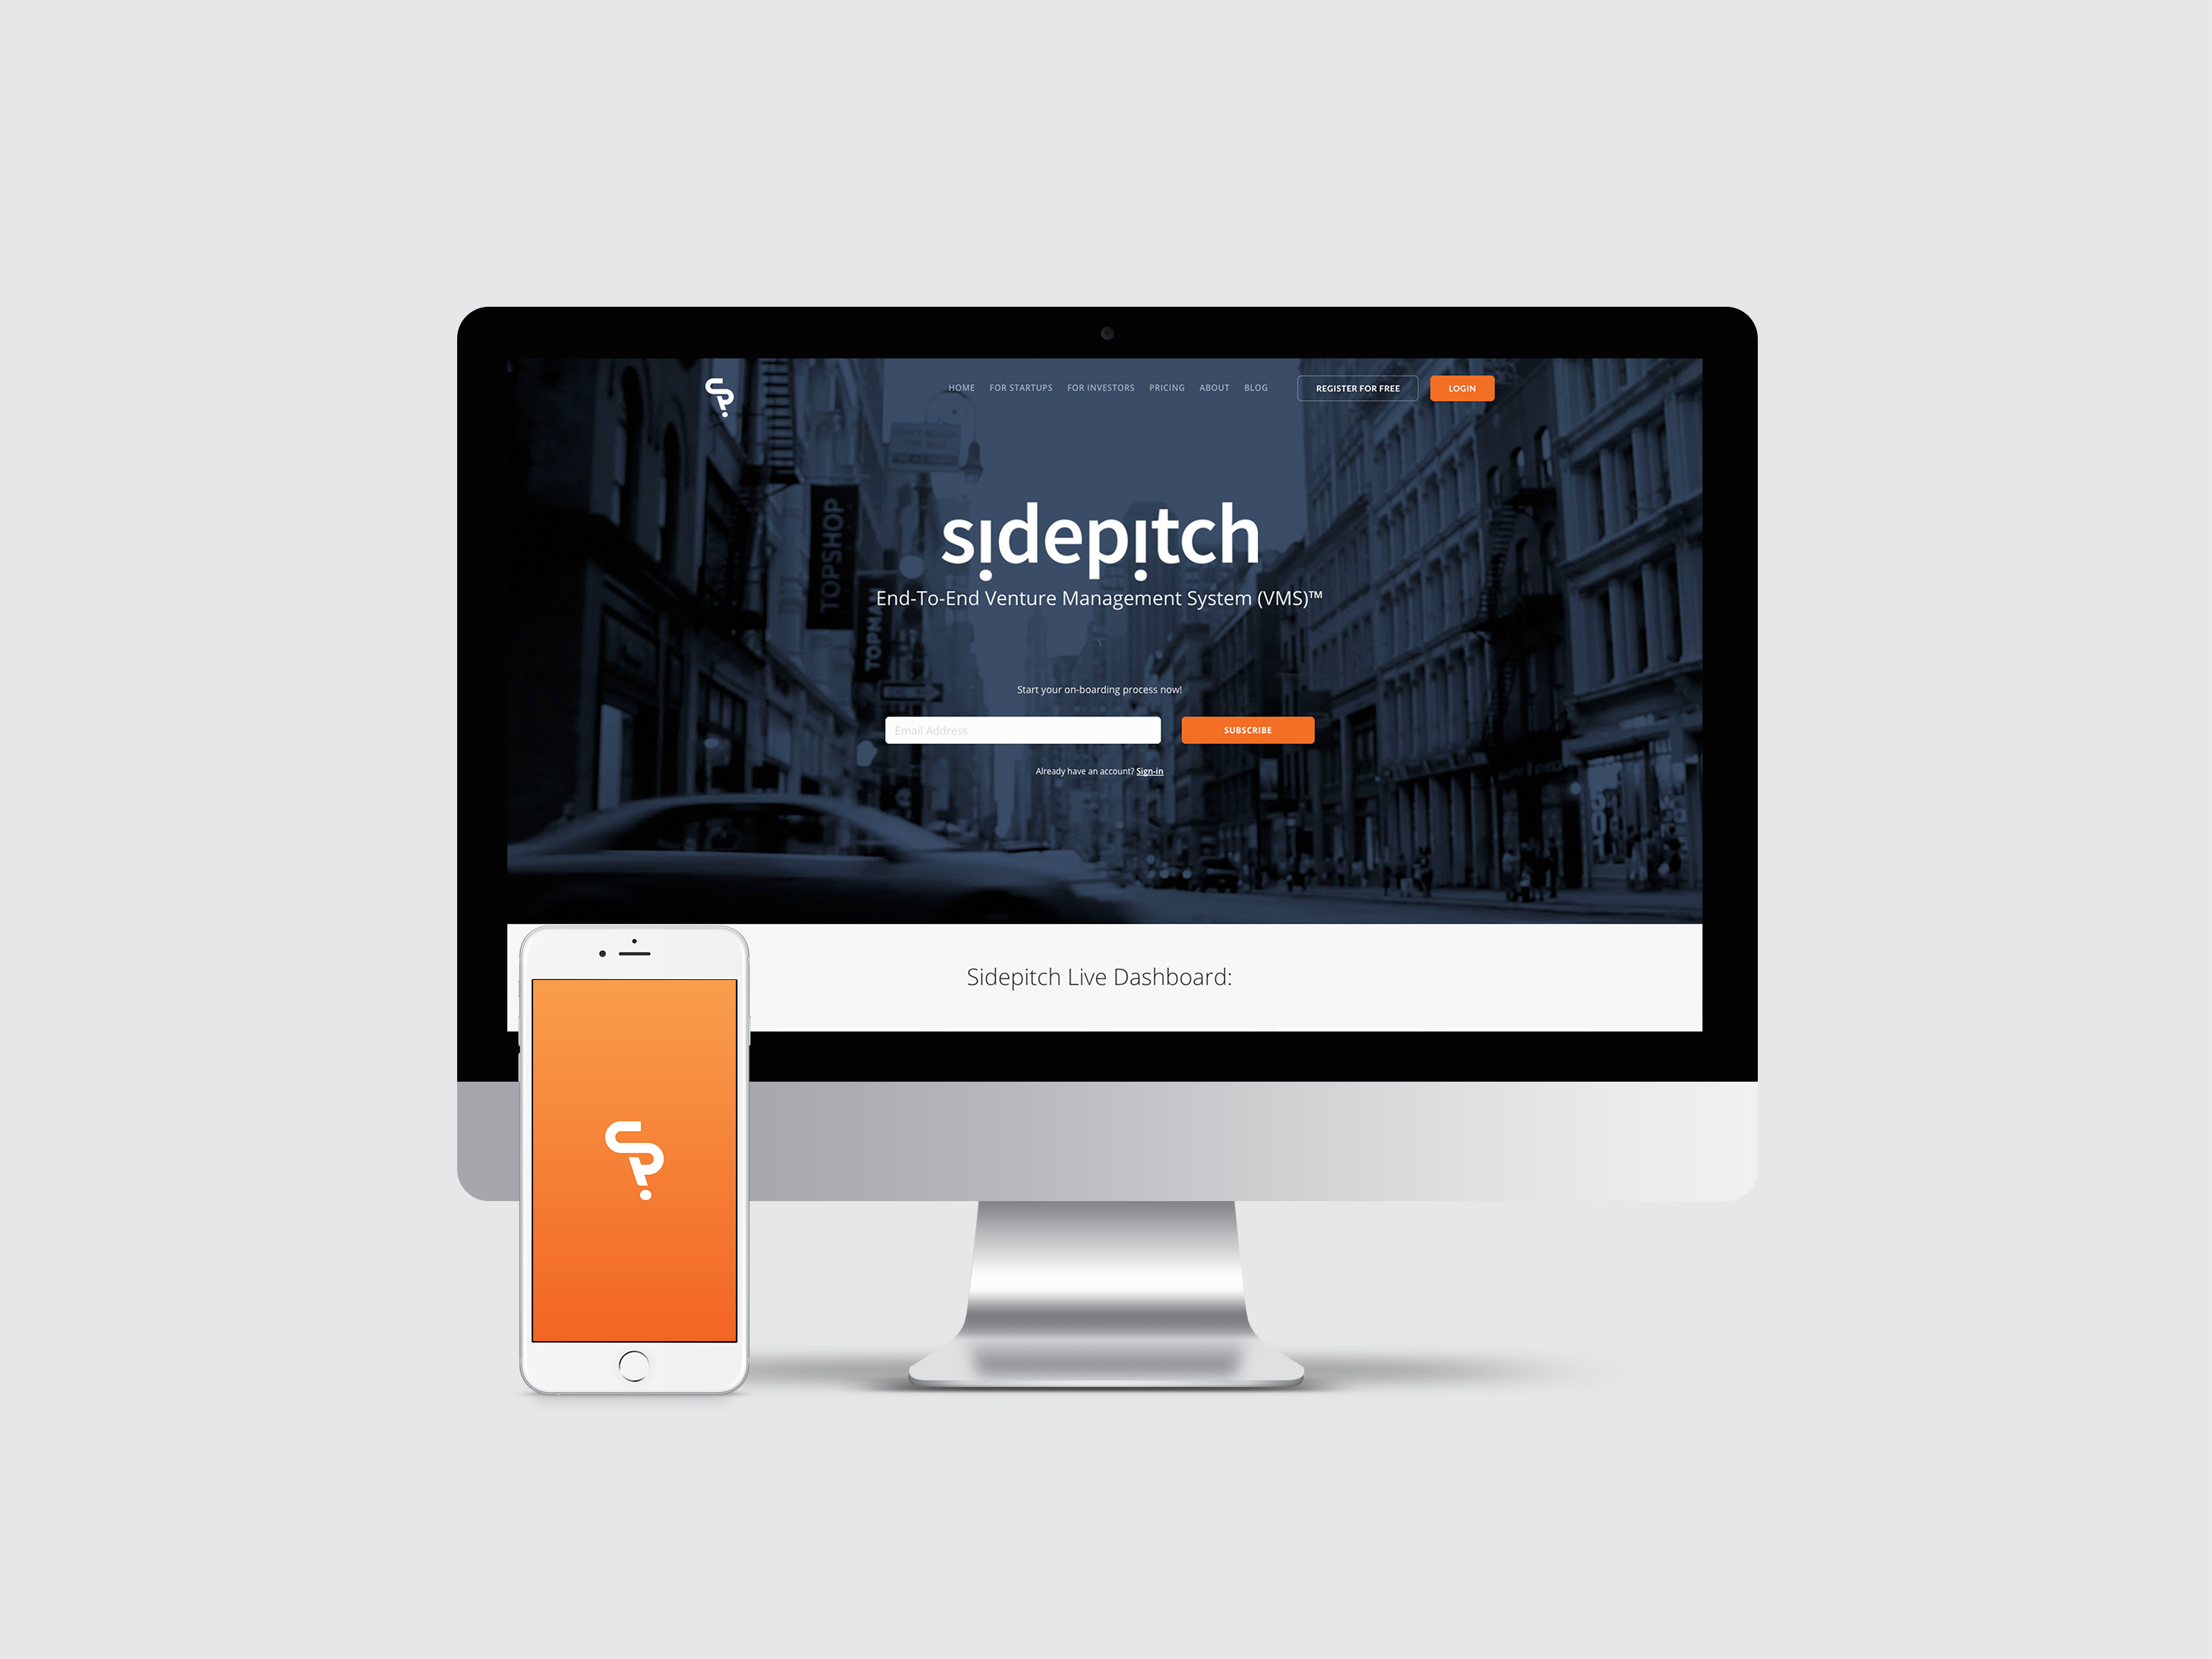 HOME FOR STARTUPS FOR INVESTORS PRICING ABOUT BLOG REGISTER FOR FREE LOGIN
sidepitch
End-To-End Venture Management System (VMS)™
TOPSHOP
TOPMAN
Start your on-boarding process now!
Email Address SUBSCRIBE
Already have an account? Sign-in
Sidepitch Live Dashboard: